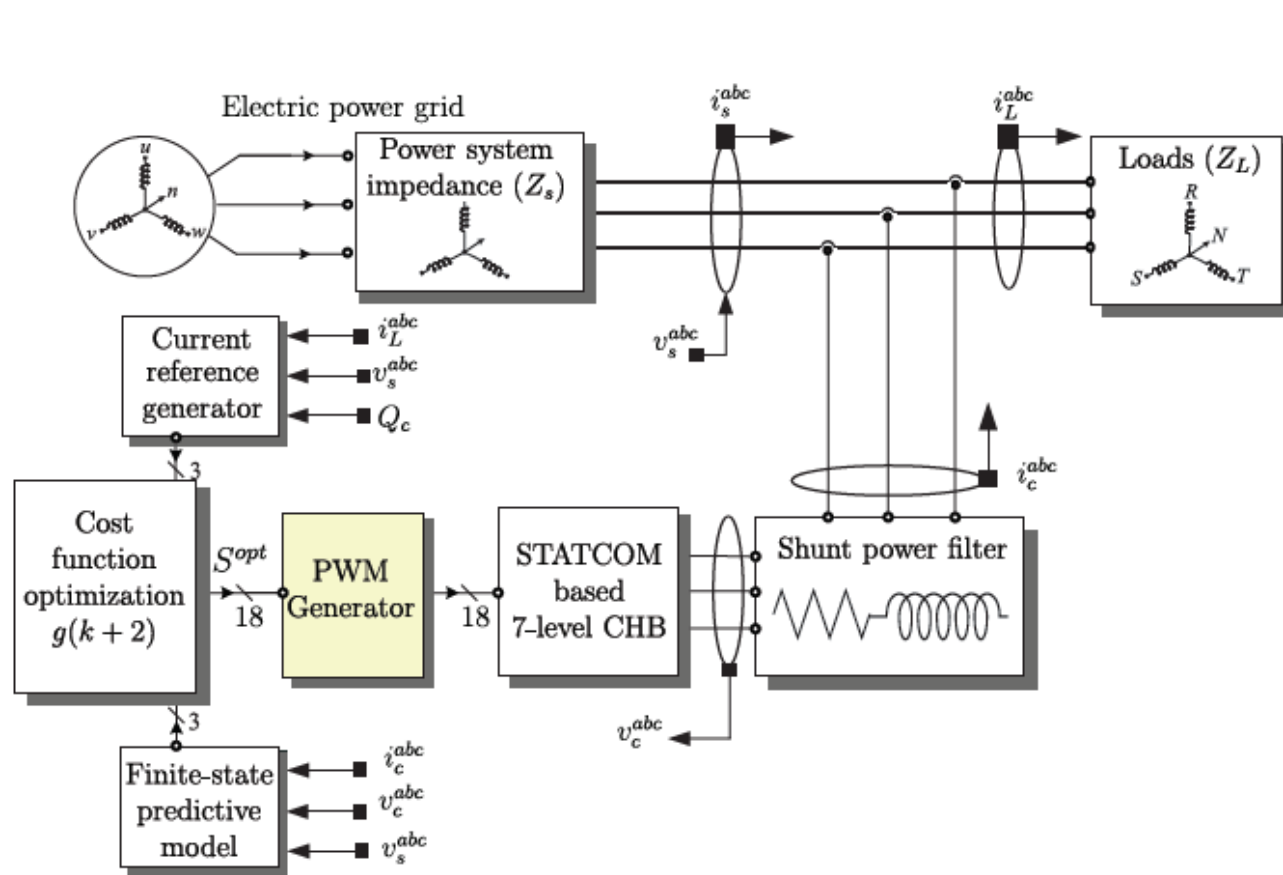 Electric power grid
u
n
v
w
Power system
impedance (Z_s)
i_s^{abc}
i_L^{abc}
Loads (Z_L)
R
N
S
T
v_s^{abc}
Current
reference
generator
i_L^{abc}
v_s^{abc}
Q_c
3
i_c^{abc}
Cost
function
optimization
g(k + 2)
S^{opt}
18
PWM
Generator
18
STATCOM
based
7-level CHB
Shunt power filter
v_c^{abc}
3
Finite-state
predictive
model
i_c^{abc}
v_c^{abc}
v_s^{abc}